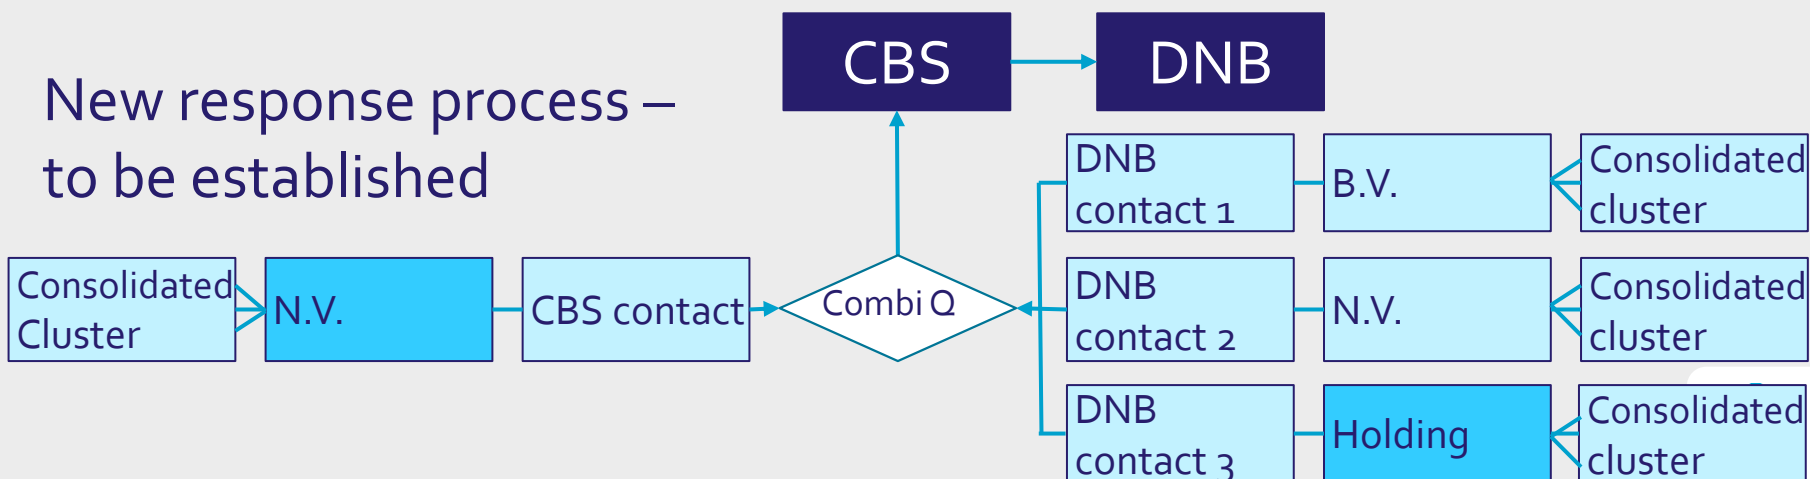 New response process –
to be established
CBS
DNB
DNB
contact 1
B.V.
Consolidated
cluster
Consolidated
Cluster
N.V.
CBS contact
Combi Q
DNB
contact 2
N.V.
Consolidated
cluster
DNB
contact 3
Holding
Consolidated
cluster